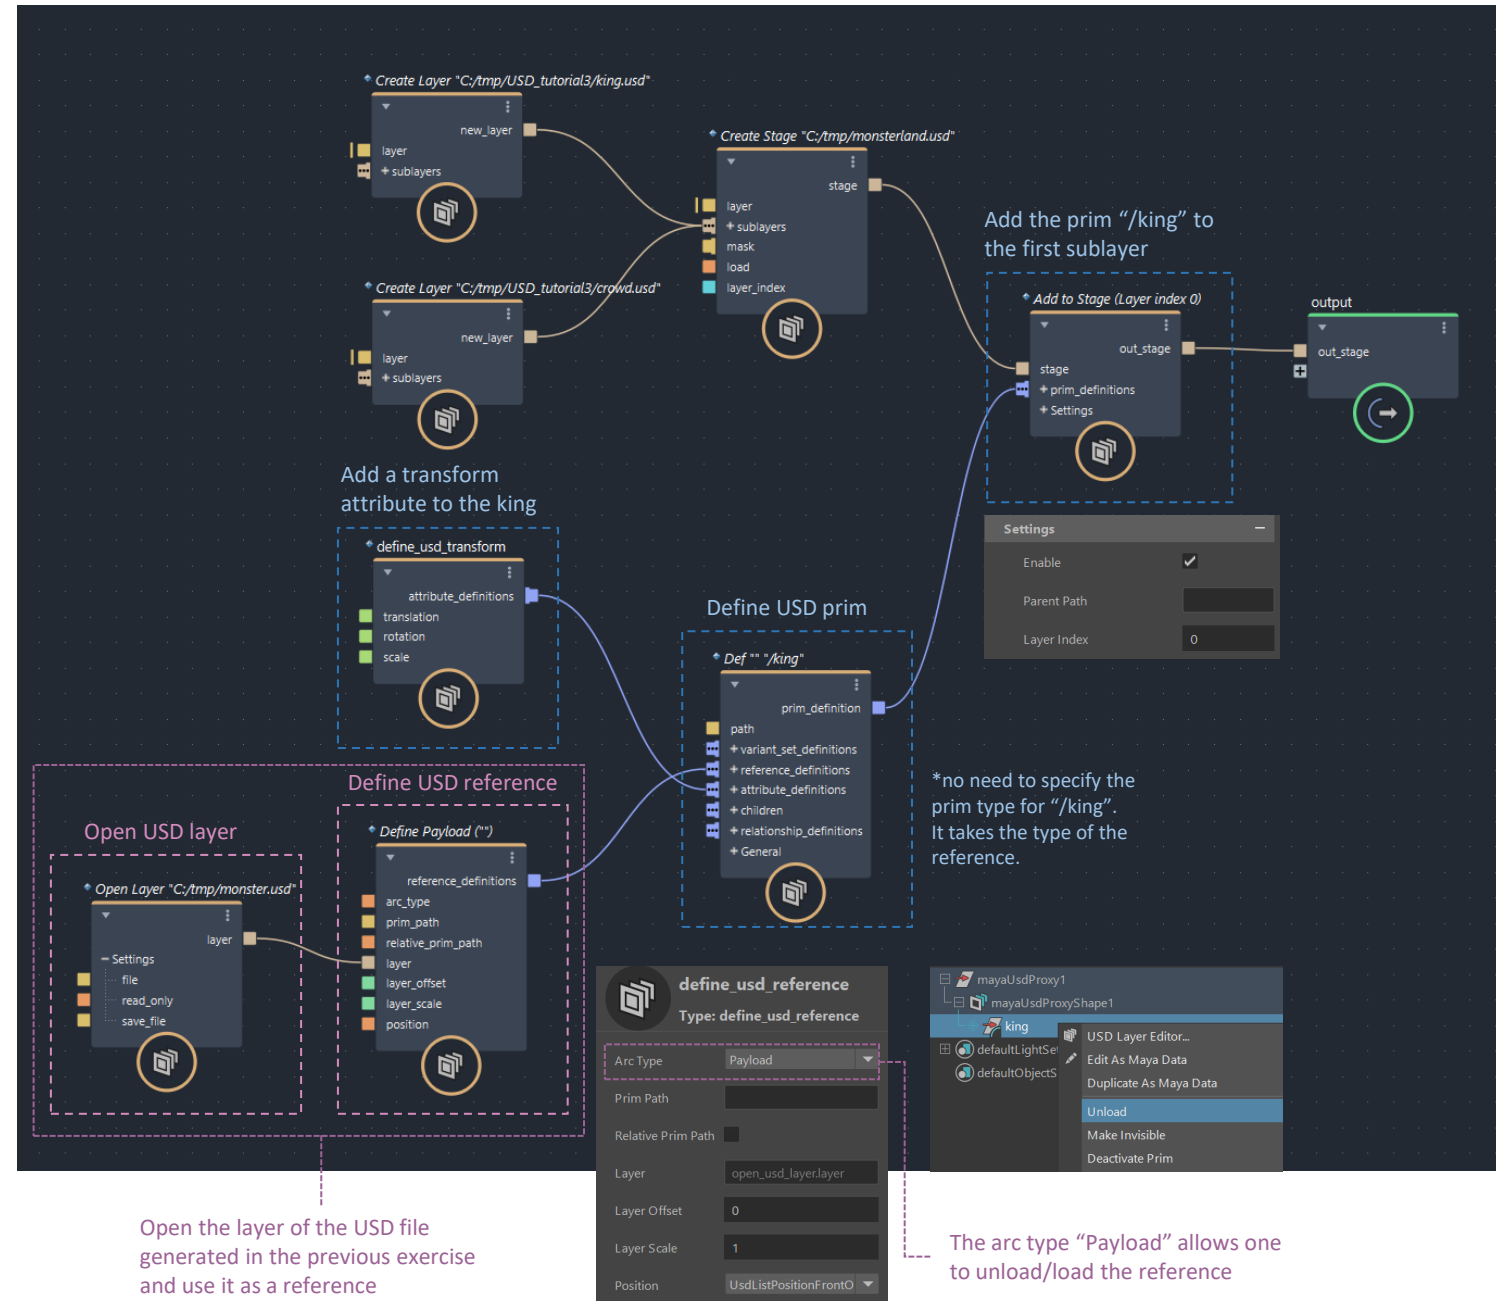 Create Layer "C:/tmp/USD_tutorial3/king.usd"
new_layer
layer
+ sublayers
Create Stage "C:/tmp/monsterland.usd"
stage
layer
+ sublayers
mask
load
layer_index
Create Layer "C:/tmp/USD_tutorial3/crowd.usd"
new_layer
layer
+ sublayers
Add the prim “/king” to
the first sublayer
Add to Stage (Layer index 0)
out_stage
stage
+ prim_definitions
+ Settings
output
out_stage
Settings
Enable
Parent Path
Layer Index 0
Add a transform
attribute to the king
define_usd_transform
attribute_definitions
translation
rotation
scale
Define USD prim
Def "" "/king"
prim_definition
path
+ variant_set_definitions
+ reference_definitions
+ attribute_definitions
+ children
+ relationship_definitions
+ General
*no need to specify the
prim type for “/king”.
It takes the type of the
reference.
Define USD reference
Define Payload ("")
reference_definitions
arc_type
prim_path
relative_prim_path
layer
layer_offset
layer_scale
position
Open USD layer
Open Layer "C:/tmp/monster.usd"
layer
Settings
file
read_only
save_file
define_usd_reference
Type: define_usd_reference
Arc Type Payload
Prim Path
Relative Prim Path
Layer open_usd_layer.layer
Layer Offset 0
Layer Scale 1
Position UsdListPositionFrontO
mayaUsdProxy1
mayaUsdProxyShape1
king
defaultLightSe
defaultObjectS
USD Layer Editor...
Edit As Maya Data
Duplicate As Maya Data
Unload
Make Invisible
Deactivate Prim
Open the layer of the USD file
generated in the previous exercise
and use it as a reference
The arc type “Payload” allows one
to unload/load the reference